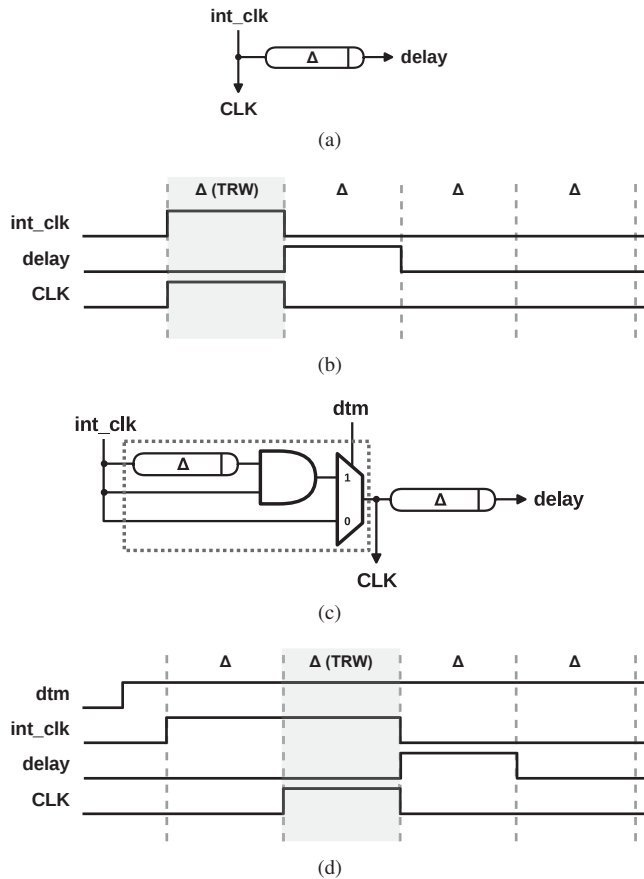 int_clk
Δ
delay
CLK
(a)
Δ (TRW) Δ Δ Δ
int_clk
delay
CLK
(b)
dtm
int_clk
Δ
1
0
Δ
delay
CLK
(c)
Δ Δ (TRW) Δ Δ
dtm
int_clk
delay
CLK
(d)